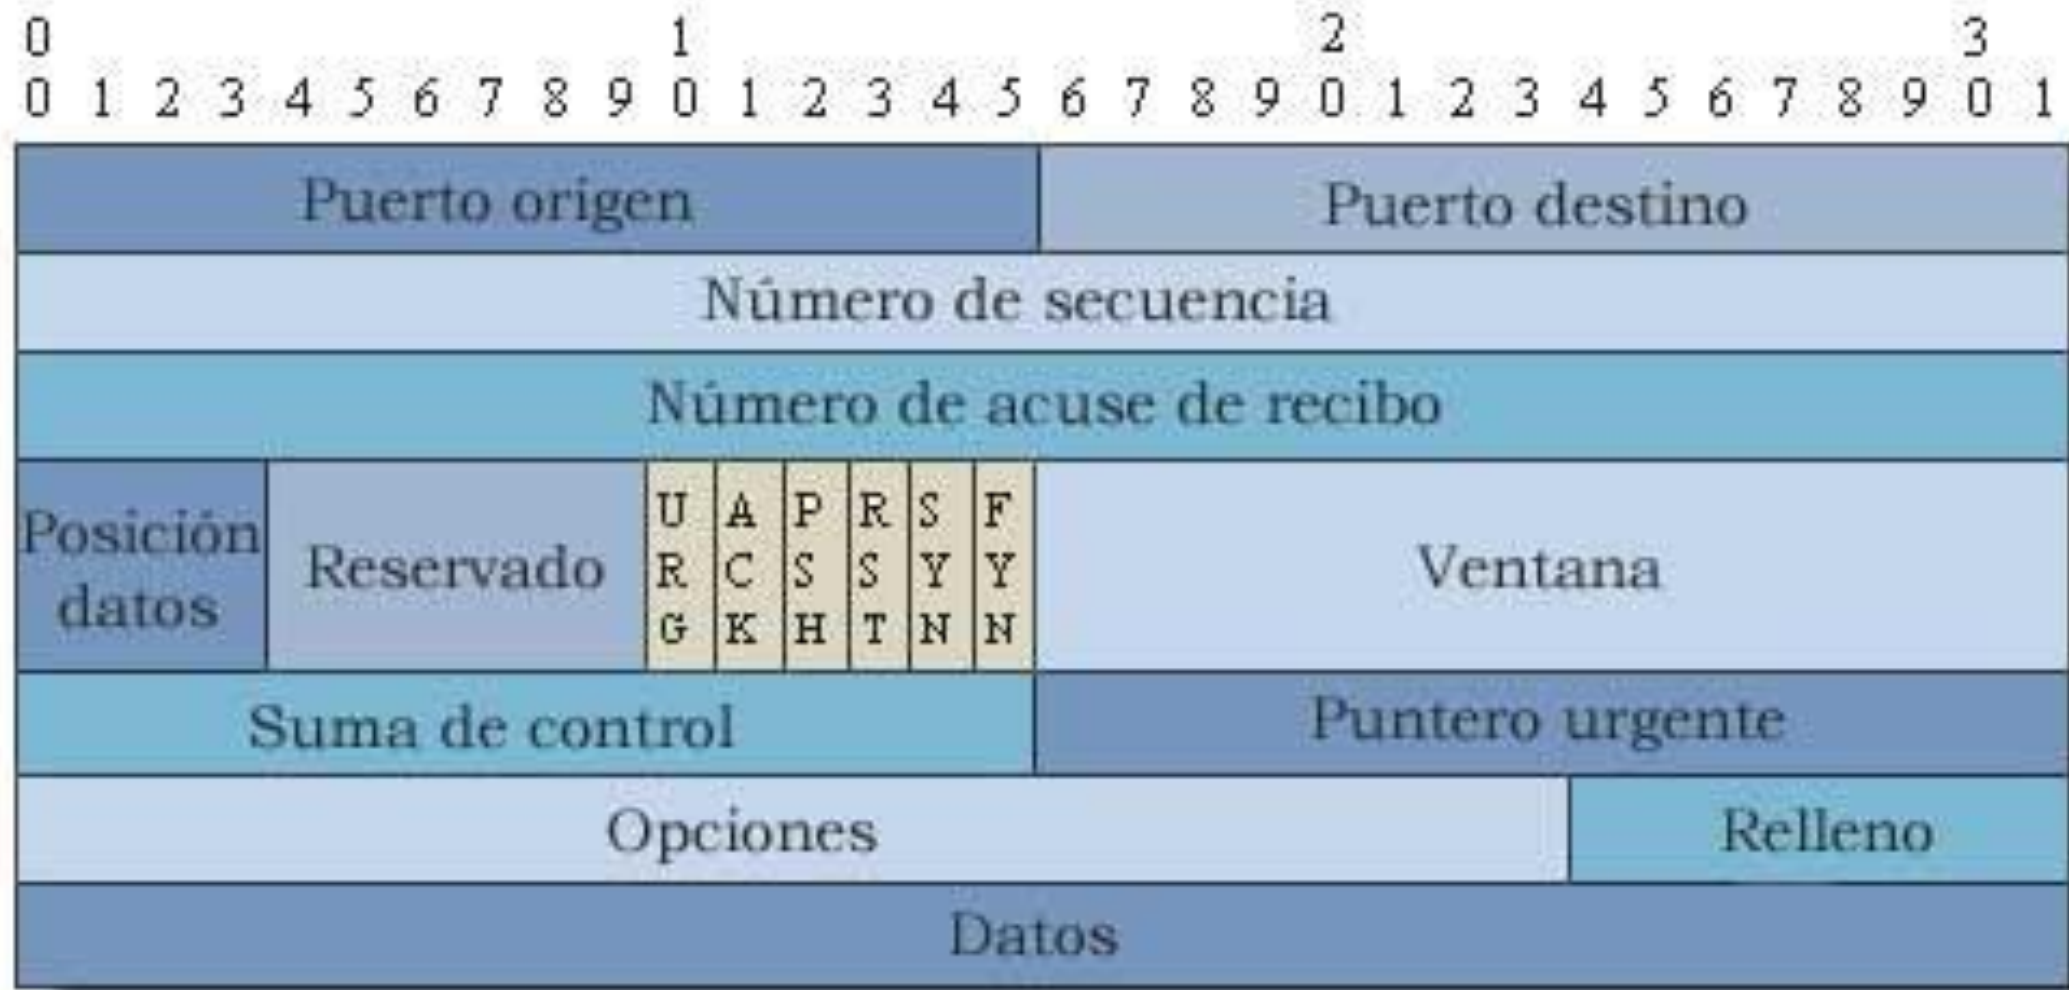 0 1 2 3
0 1 2 3 4 5 6 7 8 9 0 1 2 3 4 5 6 7 8 9 0 1 2 3 4 5 6 7 8 9 0 1
Puerto origen Puerto destino
Número de secuencia
Número de acuse de recibo
Posición datos Reservado URG ACK PSH RST SYN FYN Ventana
Suma de control Puntero urgente
Opciones Relleno
Datos